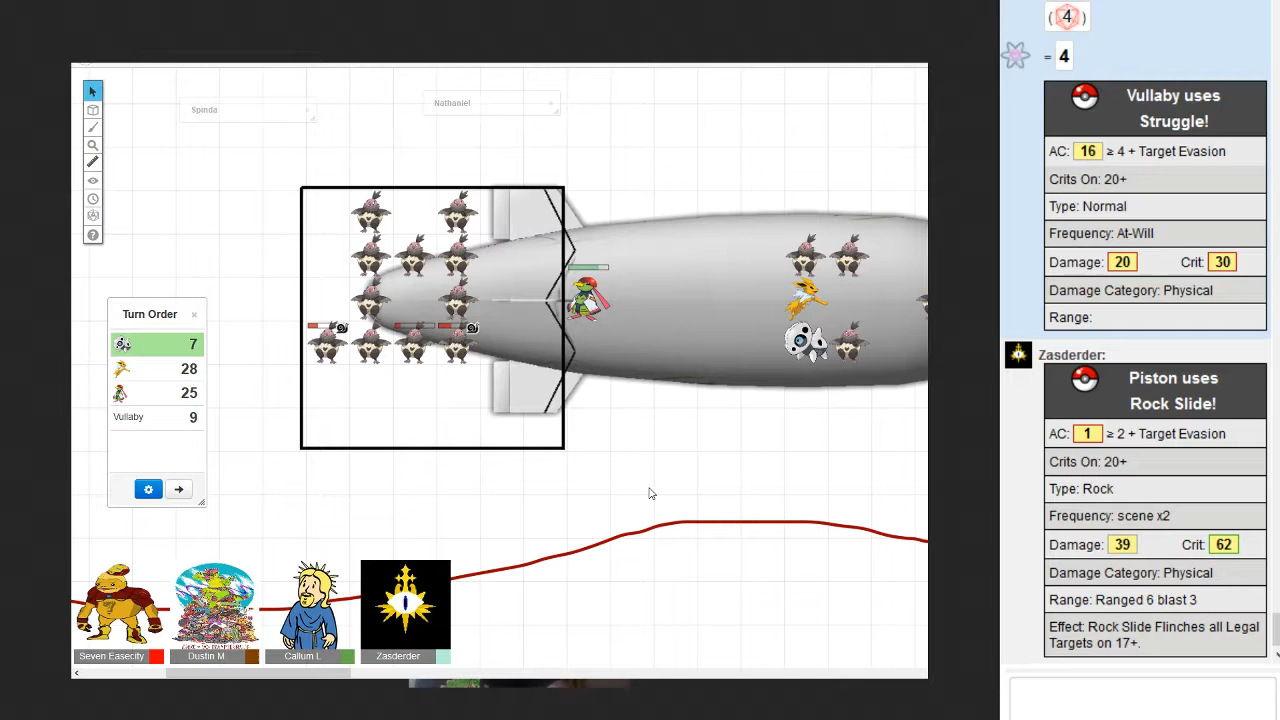 Spinda
Nathaniel
Turn Order
7
28
25
Vullaby 9
Seven Easecity
Dustin M
Callum L
Zasderder
(4)
= 4
Vullaby uses
Struggle!
AC: 16 ≥ 4 + Target Evasion
Crits On: 20+
Type: Normal
Frequency: At-Will
Damage: 20 Crit: 30
Damage Category: Physical
Range:
Zasderder:
Piston uses
Rock Slide!
AC: 1 ≥ 2 + Target Evasion
Crits On: 20+
Type: Rock
Frequency: scene x2
Damage: 39 Crit: 62
Damage Category: Physical
Range: Ranged 6 blast 3
Effect: Rock Slide Flinches all Legal
Targets on 17+.